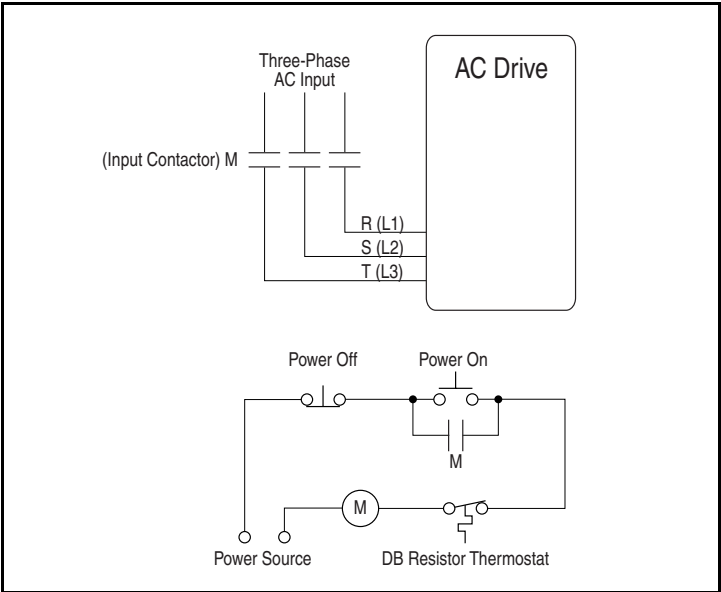 Three-Phase
AC Input
AC Drive
(Input Contactor) M
R (L1)
S (L2)
T (L3)
Power Off
Power On
M
M
Power Source
DB Resistor Thermostat